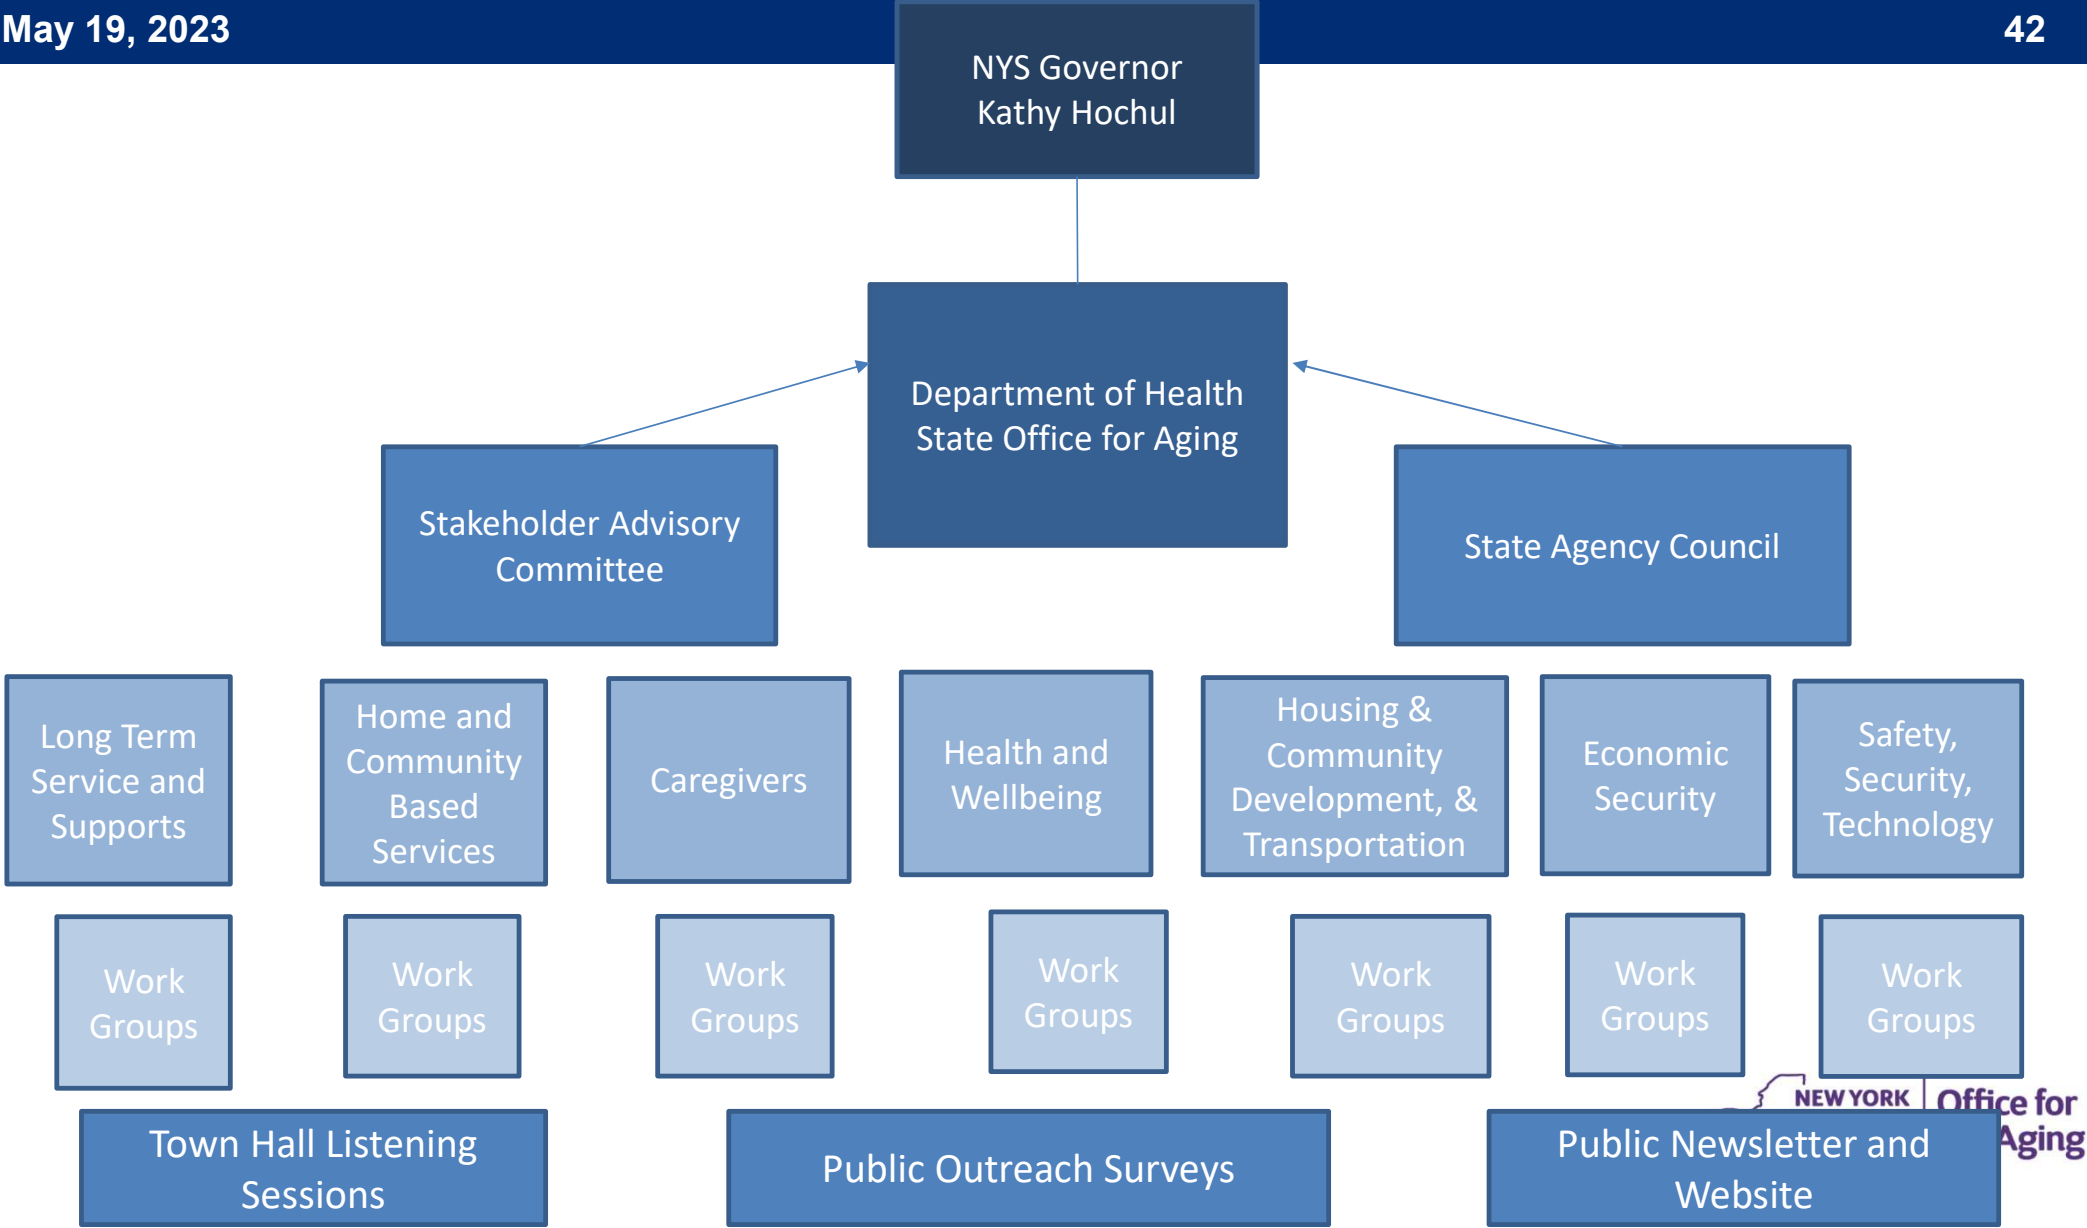 May 19, 2023
42
NYS Governor
Kathy Hochul
Department of Health
State Office for Aging
Stakeholder Advisory
Committee
State Agency Council
Long Term
Service and
Supports
Home and
Community
Based
Services
Caregivers
Health and
Wellbeing
Housing &
Community
Development, &
Transportation
Economic
Security
Safety,
Security,
Technology
Work
Groups
Work
Groups
Work
Groups
Work
Groups
Work
Groups
Work
Groups
Work
Groups
NEW YORK
Office for
Aging
Town Hall Listening
Sessions
Public Outreach Surveys
Public Newsletter and
Website